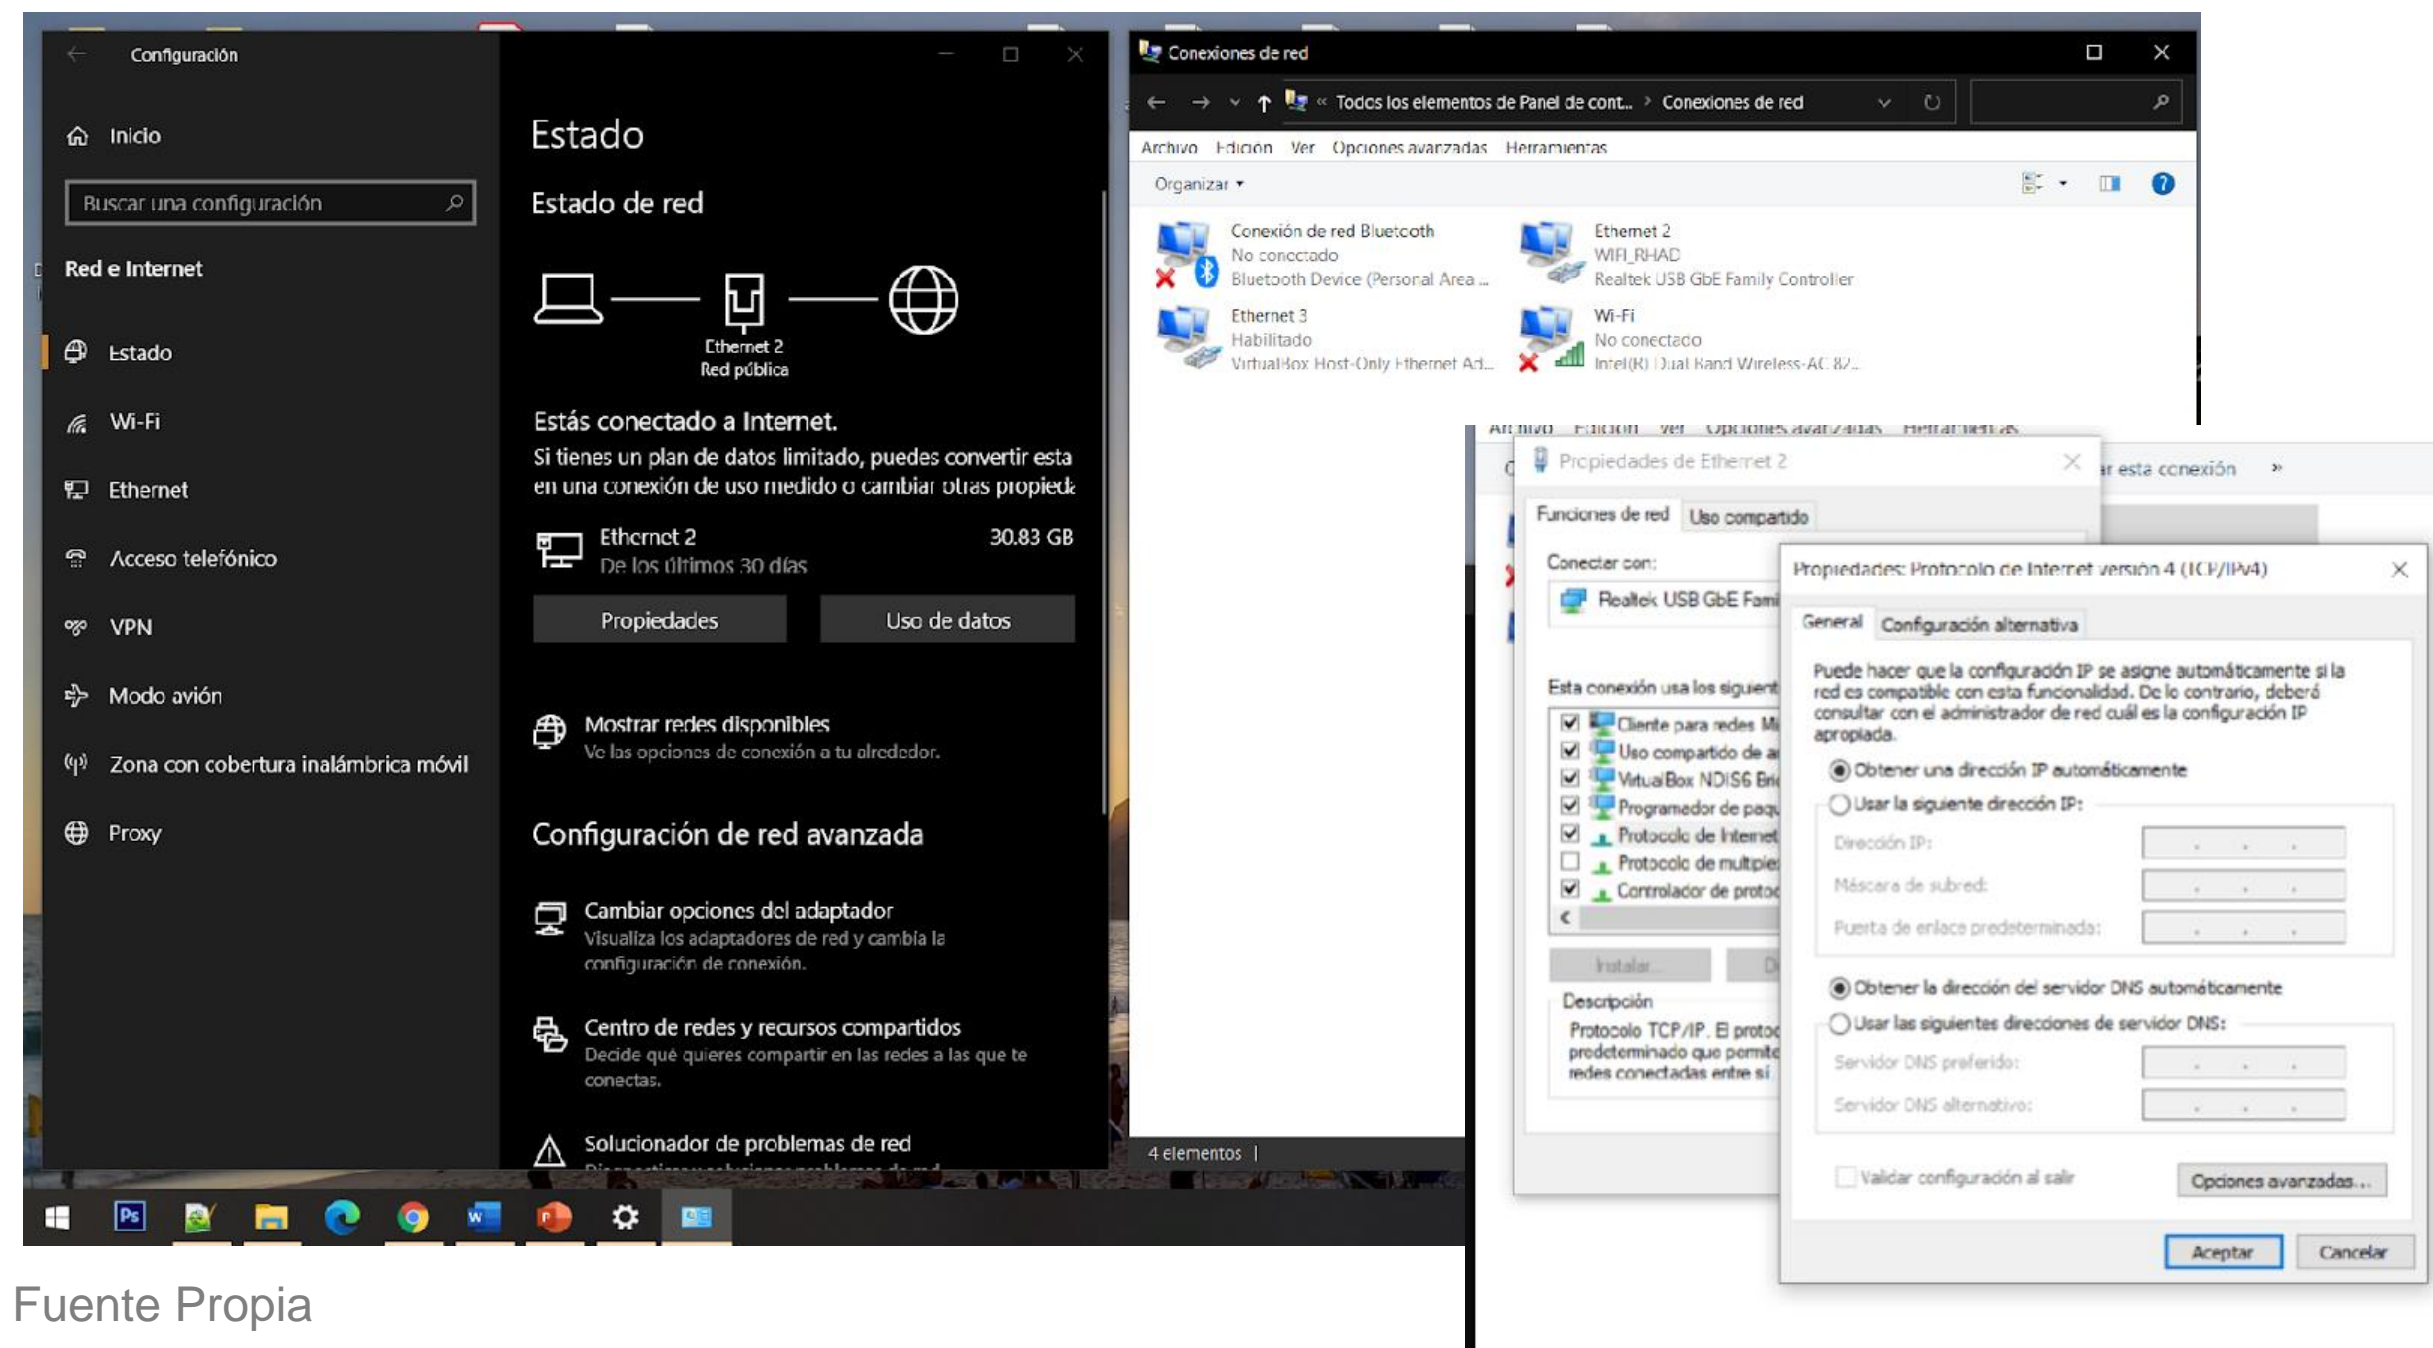 Configuración
Inicio
Buscar una configuración
Red e Internet
Estado
Wi-Fi
Ethernet
Acceso telefónico
VPN
Modo avión
Zona con cobertura inalámbrica móvil
Proxy
Estado
Estado de red
Ethernet 2
Red pública
Estás conectado a Internet.
Si tienes un plan de datos limitado, puedes convertir esta
en una conexión de uso medido o cambiar otras
Ethernet 2 30.83 GB
De los últimos 30 días
Propiedades Uso de datos
Mostrar redes disponibles
Ve las opciones de conexión a tu alrededor.
Configuración de red avanzada
Cambiar opciones del adaptador
Visualiza los adaptadores de red y cambia la
configuración de conexión.
Centro de redes y recursos compartidos
Decide qué quieres compartir en las redes a las que te
conectas.
Solucionador de problemas de red
Conexiones de red
« Todos los elementos de Panel de cont... > Conexiones de red
Archivo Edición Ver Opciones avanzadas Herramientas
Organizar
Conexión de red Bluetooth
No conectado
Bluetooth Device (Personal Area ...
Ethernet 2
WIFI_RHAD
Realtek USB GbE Family Controller
Ethernet 3
Habilitado
VirtualBox Host-Only Ethernet Ad...
Wi-Fi
No conectado
Intel(R) Dual Band Wireless-AC 82...
4 elementos
Archivo Edición Ver Opciones avanzadas Herramientas
esta conexión »
Propiedades de Ethernet 2
Funciones de red Uso compartido
Conectar con:
Realtek USB GbE Fami
Esta conexión usa los siguient
Cliente para redes
Uso compartido de
VirtualBox NDIS6
Programador de
Protocolo de Internet
Protocolo de
Controlador de
Instalar...
Descripción
Protocolo TCP/IP. El
predeterminado que
redes conectadas entre sí
Propiedades: Protocolo de Internet versión 4 (TCP/IPv4)
General Configuración alternativa
Puede hacer que la configuración IP se asigne automáticamente si la
red es compatible con esta funcionalidad. De lo contrario, deberá
consultar con el administrador de red cuál es la configuración IP
apropiada.
Obtener una dirección IP automáticamente
Usar la siguiente dirección IP:
Dirección IP:
Máscara de subred:
Puerta de enlace predeterminada:
Obtener la dirección del servidor DNS automáticamente
Usar las siguientes direcciones de servidor DNS:
Servidor DNS preferido:
Servidor DNS alternativo:
Validar configuración al salir
Opciones avanzadas...
Aceptar Cancelar
Ps
Fuente Propia